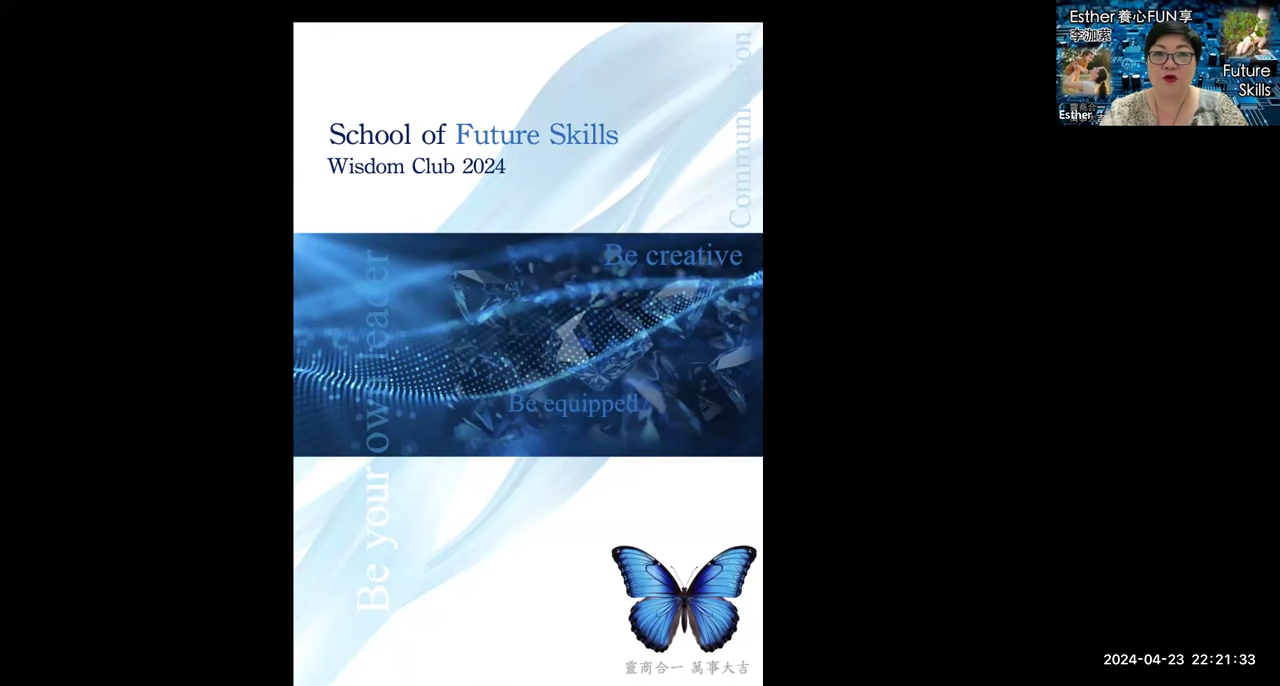 School of Future Skills
Wisdom Club 2024
Communication
Be creative
Be your own leader
Be equipped
靈商合一 萬事大吉
Esther 養心FUN享
李泇萦
Future
Skills
Esther
2024-04-23 22:21:33